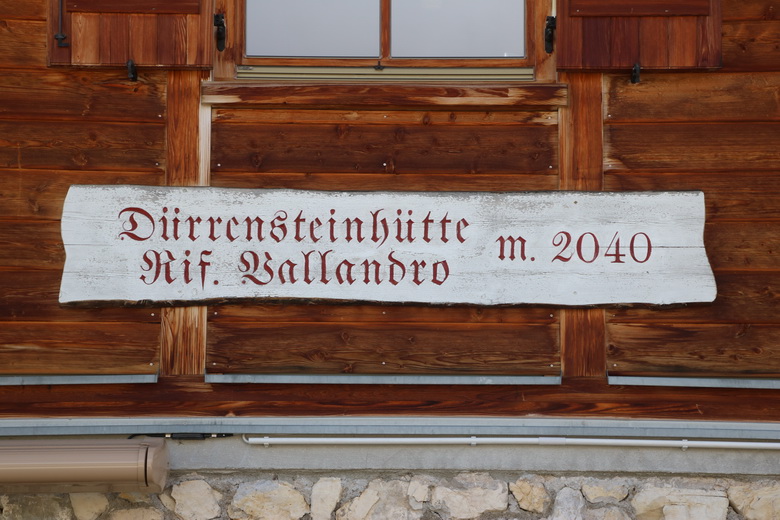 Dürrensteinhütte m. 2040
Rif. Vallandro